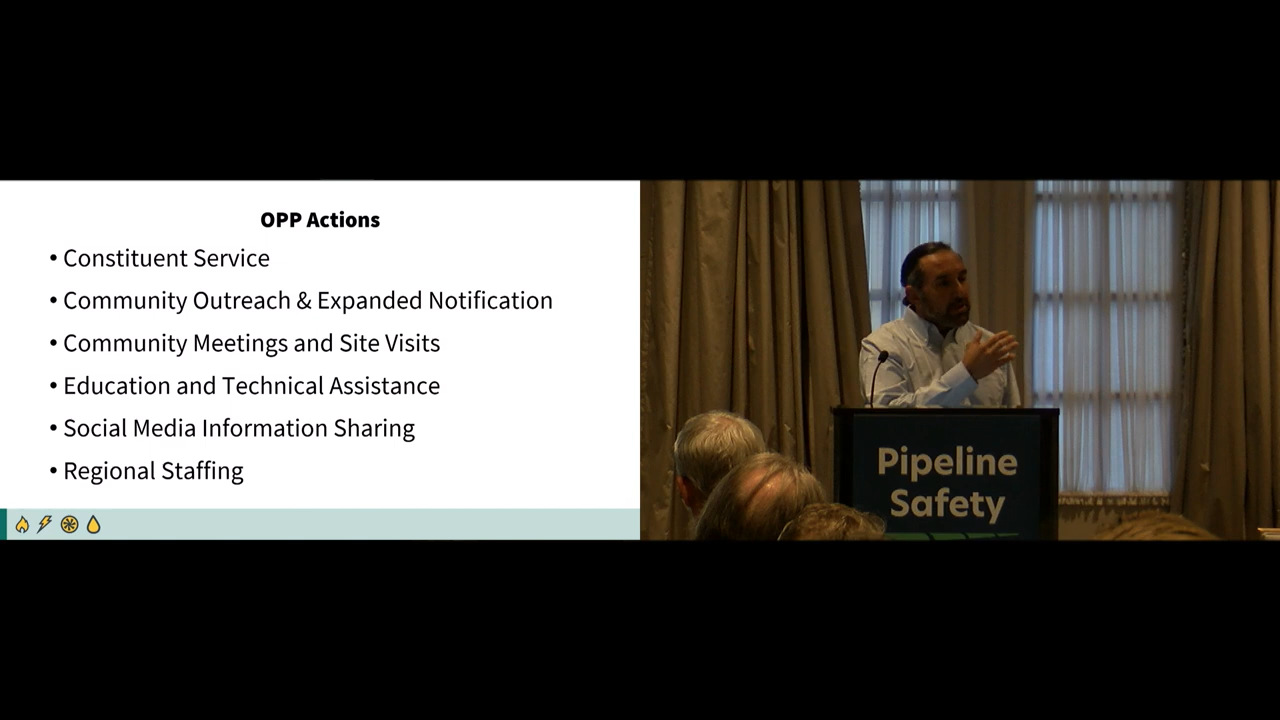 OPP Actions
• Constituent Service
• Community Outreach & Expanded Notification
• Community Meetings and Site Visits
• Education and Technical Assistance
• Social Media Information Sharing
• Regional Staffing
Pipeline
Safety